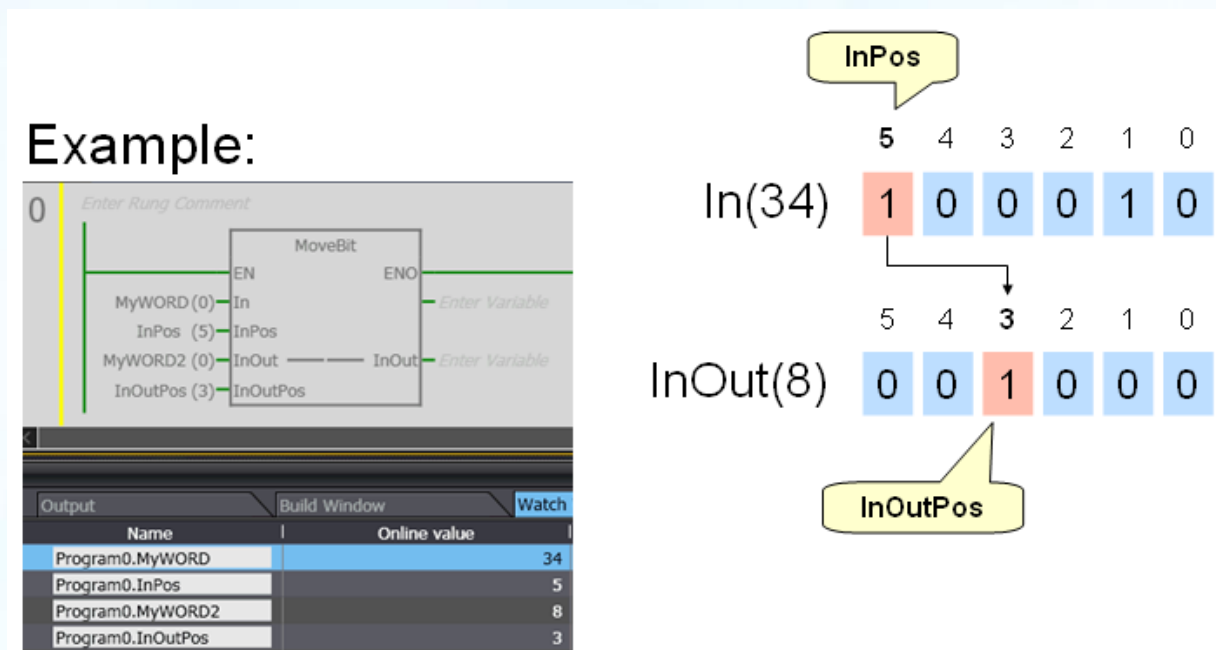 Example:
0 Enter Rung Comment
MoveBit
EN ENO
MyWORD (0) In Enter Variable
InPos (5) InPos
MyWORD2 (0) InOut InOut Enter Variable
InOutPos (3) InOutPos
Output Build Window Watch
Name Online value
Program0.MyWORD 34
Program0.InPos 5
Program0.MyWORD2 8
Program0.InOutPos 3
InPos
5 4 3 2 1 0
In(34) 1 0 0 0 1 0
5 4 3 2 1 0
InOut(8) 0 0 1 0 0 0
InOutPos